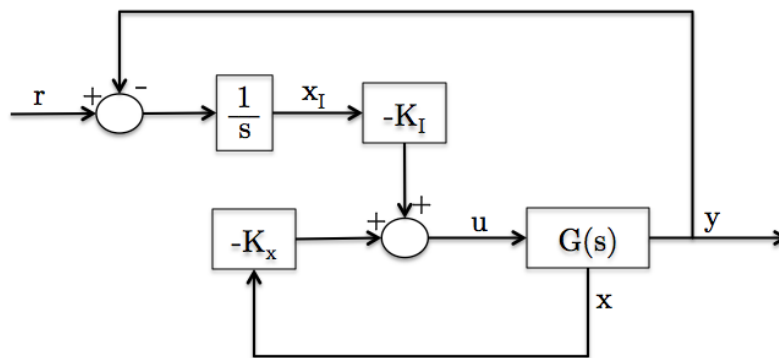 r
+
-
1
s
x_I
-K_I
+
+
-K_x
u
G(s)
y
x